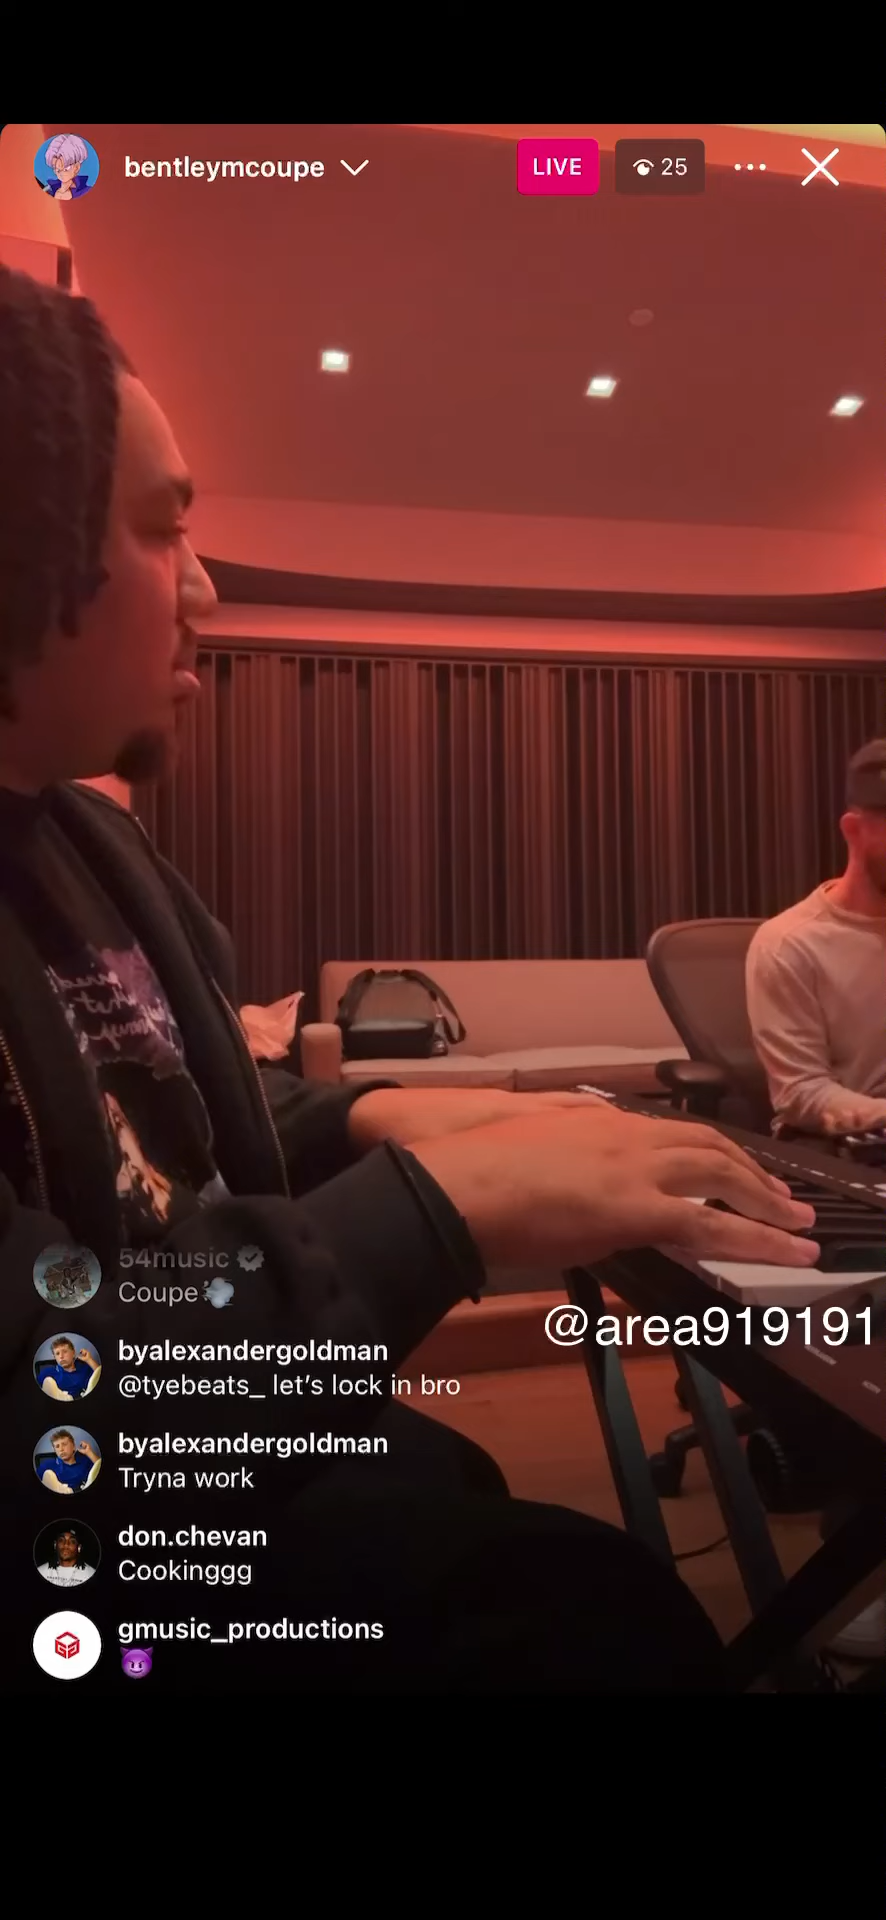 bentleymcoupe
LIVE
25
54music
Coupe💨
byalexandergoldman
@tyebeats_ let’s lock in bro
@area919191
byalexandergoldman
Tryna work
don.chevan
Cookinggg
gmusic_productions
😈